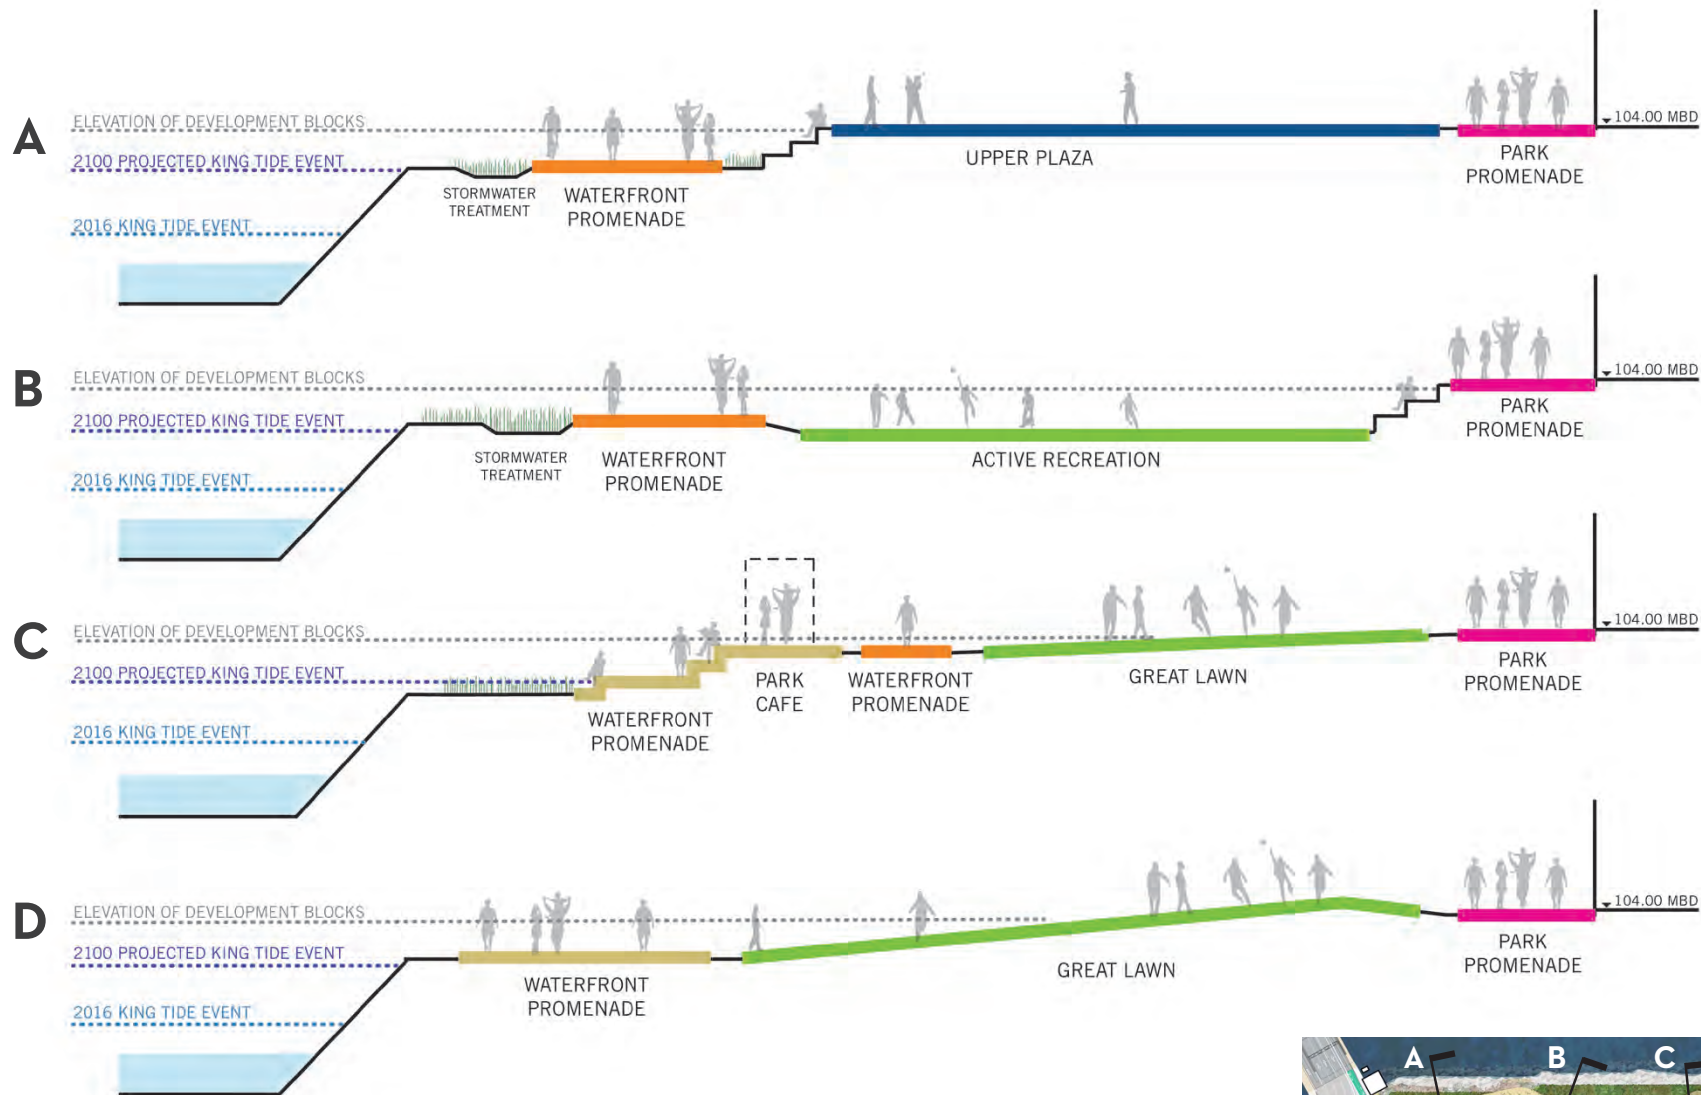 A
ELEVATION OF DEVELOPMENT BLOCKS
2100 PROJECTED KING TIDE EVENT
2016 KING TIDE EVENT
STORMWATER
TREATMENT
WATERFRONT
PROMENADE
UPPER PLAZA
PARK
PROMENADE
104.00 MBD
B
ELEVATION OF DEVELOPMENT BLOCKS
2100 PROJECTED KING TIDE EVENT
2016 KING TIDE EVENT
STORMWATER
TREATMENT
WATERFRONT
PROMENADE
ACTIVE RECREATION
PARK
PROMENADE
104.00 MBD
C
ELEVATION OF DEVELOPMENT BLOCKS
2100 PROJECTED KING TIDE EVENT
2016 KING TIDE EVENT
WATERFRONT
PROMENADE
PARK
CAFE
WATERFRONT
PROMENADE
GREAT LAWN
PARK
PROMENADE
104.00 MBD
D
ELEVATION OF DEVELOPMENT BLOCKS
2100 PROJECTED KING TIDE EVENT
2016 KING TIDE EVENT
WATERFRONT
PROMENADE
GREAT LAWN
PARK
PROMENADE
104.00 MBD
A B C